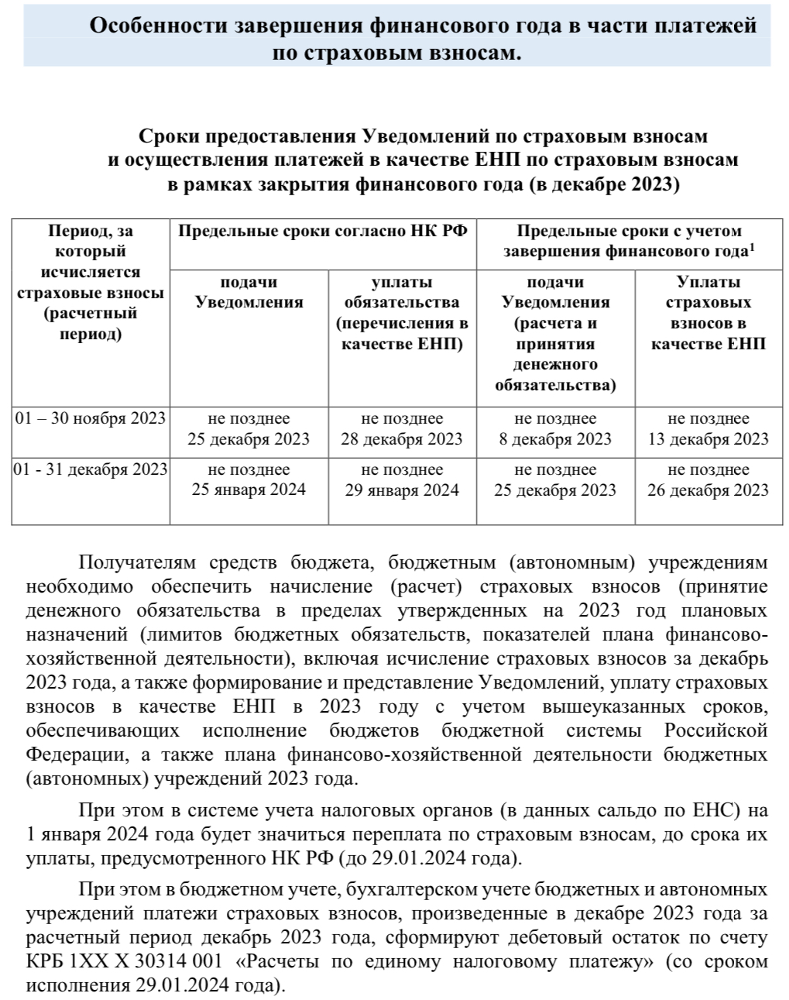 Особенности завершения финансового года в части платежей
по страховым взносам.
Сроки предоставления Уведомлений по страховым взносам
и осуществления платежей в качестве ЕНП по страховым взносам
в рамках закрытия финансового года (в декабре 2023)
Период, за
который
исчисляется
страховые взносы
(расчетный
период)
Предельные сроки согласно НК РФ
Предельные сроки с учетом
завершения финансового года1
подачи
Уведомления
уплаты
обязательства
(перечисления в
качестве ЕНП)
подачи
Уведомления
(расчета и
принятия
денежного
обязательства)
Уплаты
страховых
взносов в
качестве ЕНП
01 – 30 ноября 2023
не позднее
25 декабря 2023
не позднее
28 декабря 2023
не позднее
8 декабря 2023
не позднее
13 декабря 2023
01 - 31 декабря 2023
не позднее
25 января 2024
не позднее
29 января 2024
не позднее
25 декабря 2023
не позднее
26 декабря 2023
Получателям средств бюджета, бюджетным (автономным) учреждениям
необходимо обеспечить начисление (расчет) страховых взносов (принятие
денежного обязательства в пределах утвержденных на 2023 год плановых
назначений (лимитов бюджетных обязательств, показателей плана финансово-
хозяйственной деятельности), включая исчисление страховых взносов за декабрь
2023 года, а также формирование и представление Уведомлений, уплату страховых
взносов в качестве ЕНП в 2023 году с учетом вышеуказанных сроков,
обеспечивающих исполнение бюджетов бюджетной системы Российской
Федерации, а также плана финансово-хозяйственной деятельности бюджетных
(автономных) учреждений 2023 года.
При этом в системе учета налоговых органов (в данных сальдо по ЕНС) на
1 января 2024 года будет значиться переплата по страховым взносам, до срока их
уплаты, предусмотренного НК РФ (до 29.01.2024 года).
При этом в бюджетном учете, бухгалтерском учете бюджетных и автономных
учреждений платежи страховых взносов, произведенные в декабре 2023 года за
расчетный период декабрь 2023 года, сформируют дебетовый остаток по счету
КРБ 1ХХ Х 30314 001 «Расчеты по единому налоговому платежу» (со сроком
исполнения 29.01.2024 года).